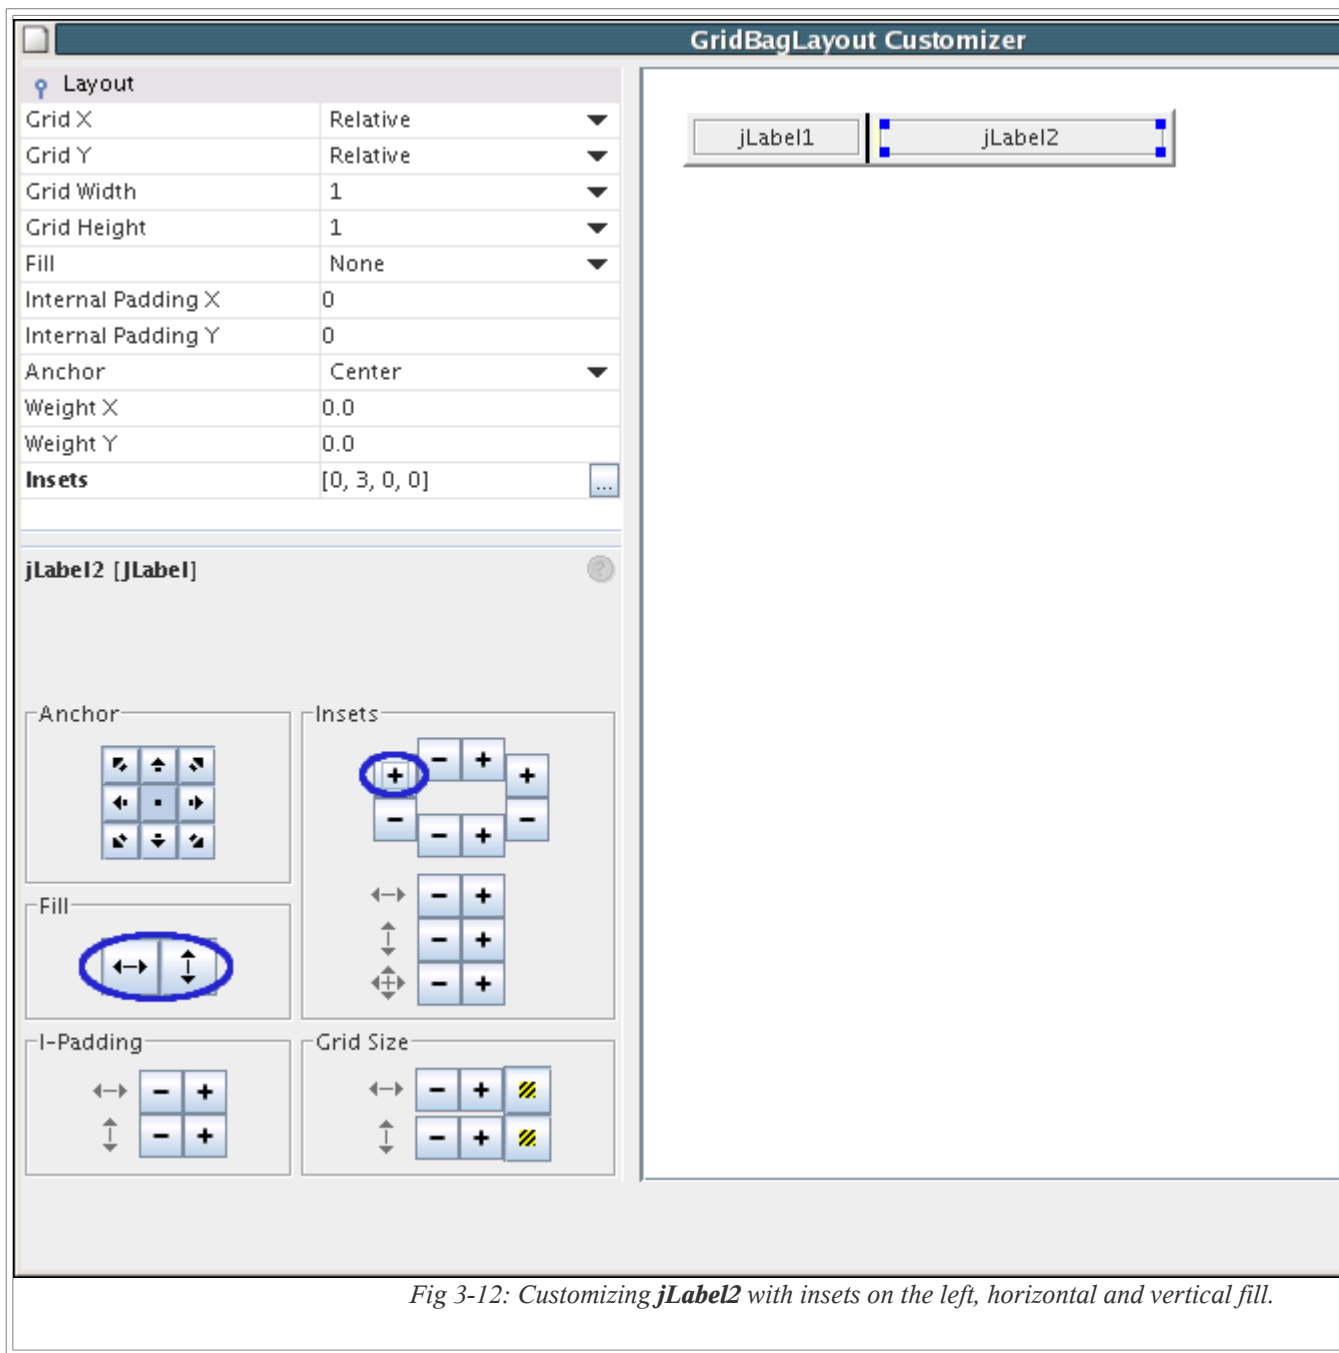 GridBagLayout Customizer
Layout
Grid X Relative
Grid Y Relative
Grid Width 1
Grid Height 1
Fill None
Internal Padding X 0
Internal Padding Y 0
Anchor Center
Weight X 0.0
Weight Y 0.0
Insets [0, 3, 0, 0] ...
jLabel1 jLabel2
jLabel2 [JLabel] ?
Anchor
Insets
- +
+ +
- -
- +
Fill
- +
- +
- +
I-Padding
- +
- +
Grid Size
- +
- +
Fig 3-12: Customizing jLabel2 with insets on the left, horizontal and vertical fill.